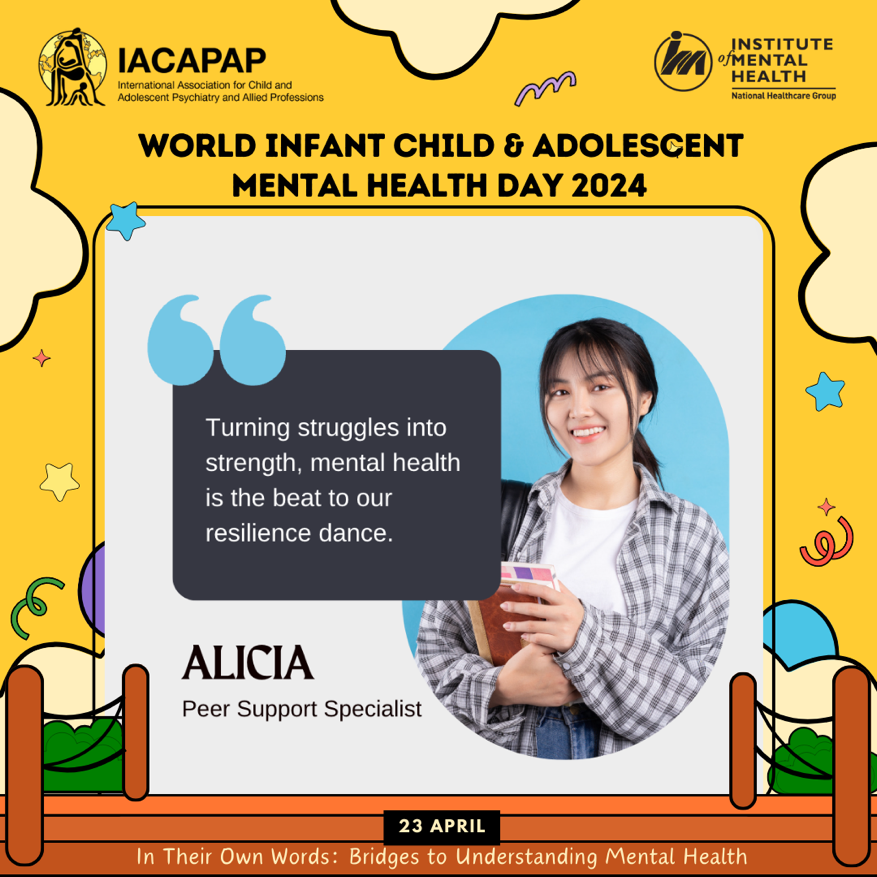 IACAPAP
International Association for Child and
Adolescent Psychiatry and Allied Professions
im
INSTITUTE
of MENTAL
HEALTH
National Healthcare Group
WORLD INFANT CHILD & ADOLESCENT
MENTAL HEALTH DAY 2024
“
Turning struggles into
strength, mental health
is the beat to our
resilience dance.
ALICIA
Peer Support Specialist
23 APRIL
In Their Own Words: Bridges to Understanding Mental Health